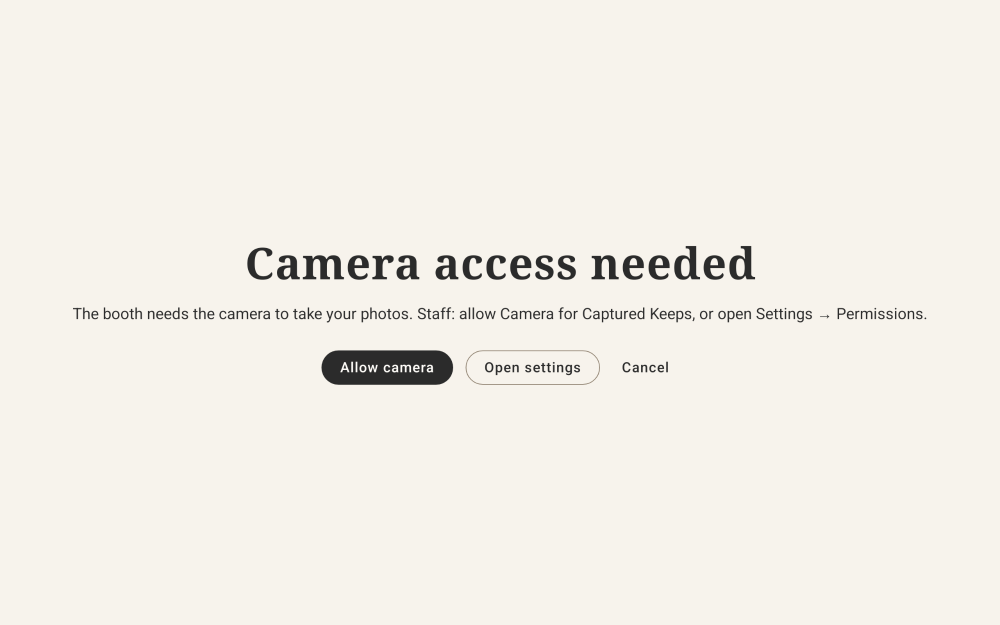 Camera access needed
The booth needs the camera to take your photos. Staff: allow Camera for Captured Keeps, or open Settings → Permissions.
Allow camera
Open settings
Cancel